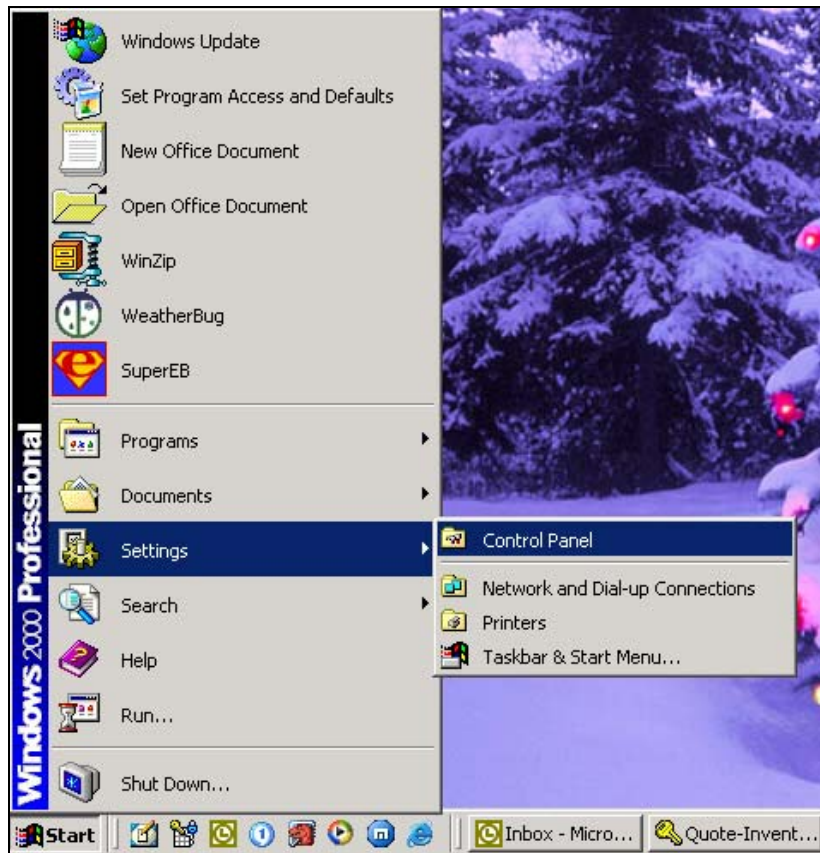 Windows Update
Set Program Access and Defaults
New Office Document
Open Office Document
WinZip
WeatherBug
SuperEB
Programs
Documents
Settings
Search
Help
Run...
Shut Down...
Windows 2000 Professional
Control Panel
Network and Dial-up Connections
Printers
Taskbar & Start Menu...
Start
Inbox - Micro...
Quote-Invent...